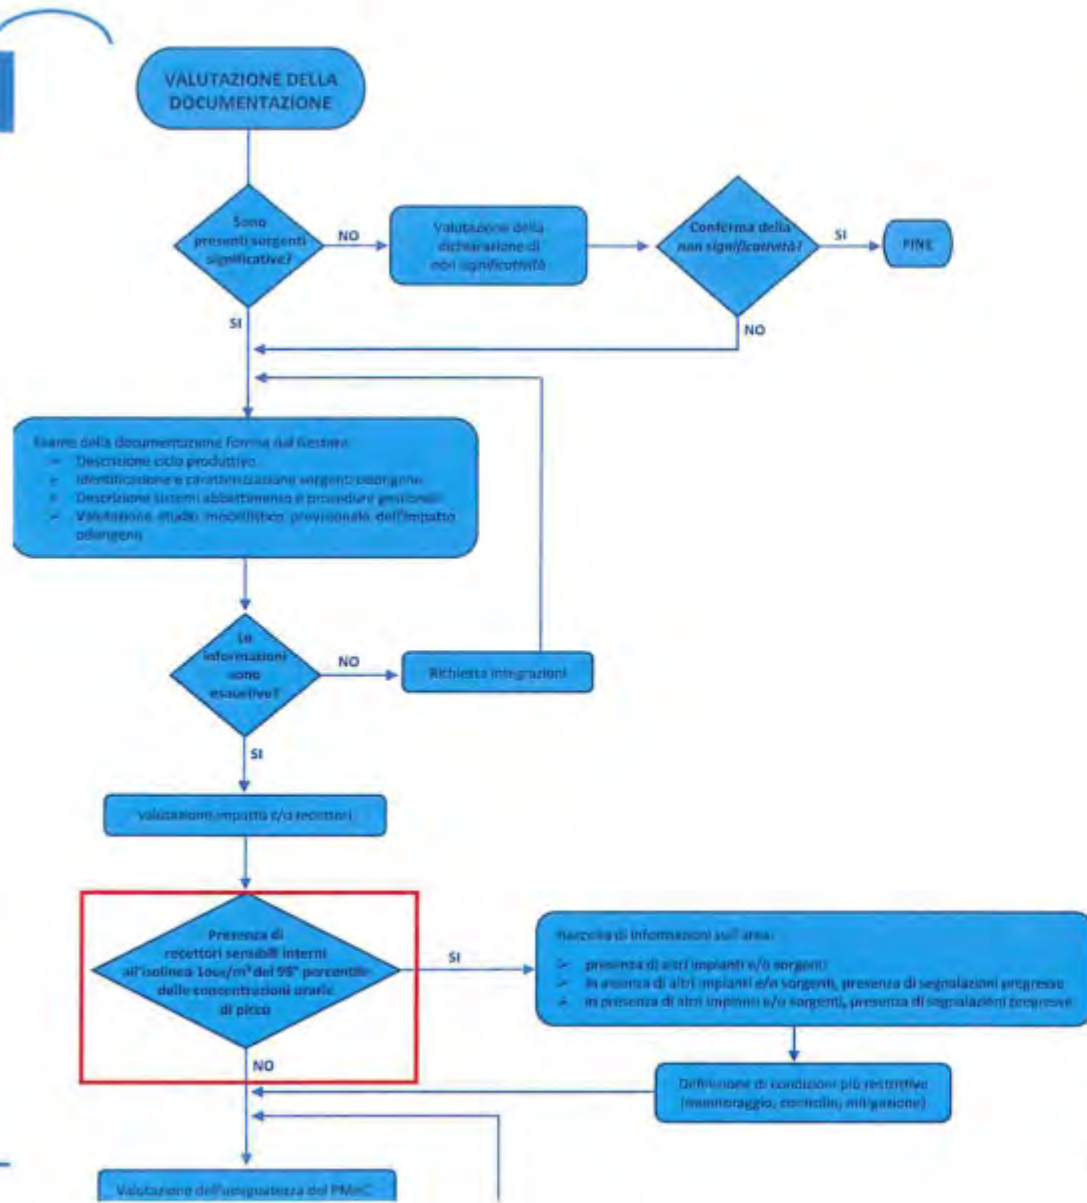 VALUTAZIONE DELLA
DOCUMENTAZIONE
Sono
presenti sorgenti
significative?
NO
Valutazione della
dichiarazione di
non significatività
Conferma della
non significatività?
SI
FINE
SI
NO
Esame della documentazione fornita dal Gestore
➢ Descrizione ciclo produttivo
➢ Identificazione e caratterizzazione sorgenti odorigene
➢ Descrizione sistemi abbattimento e procedure gestionali
➢ Valutazione studio modellistico previsionale dell'impatto
odorigeno
Le
informazioni
sono
esaustive?
NO
Richiesta integrazioni
SI
Valutazione impatto c/o recettori
Presenza di
recettori sensibili interni
all'isolinea 1ouᴇ/m³ del 98° percentile
delle concentrazioni orarie
di picco
SI
Raccolta di informazioni sull'area:
➢ presenza di altri impianti e/o sorgenti
➢ in assenza di altri impianti e/o sorgenti, presenza di segnalazioni pregresse
➢ in presenza di altri impianti e/o sorgenti, presenza di segnalazioni pregresse
NO
Definizione di condizioni più restrittive
(monitoraggio, controllo, mitigazione)
Valutazione dell'adeguatezza del PMeC